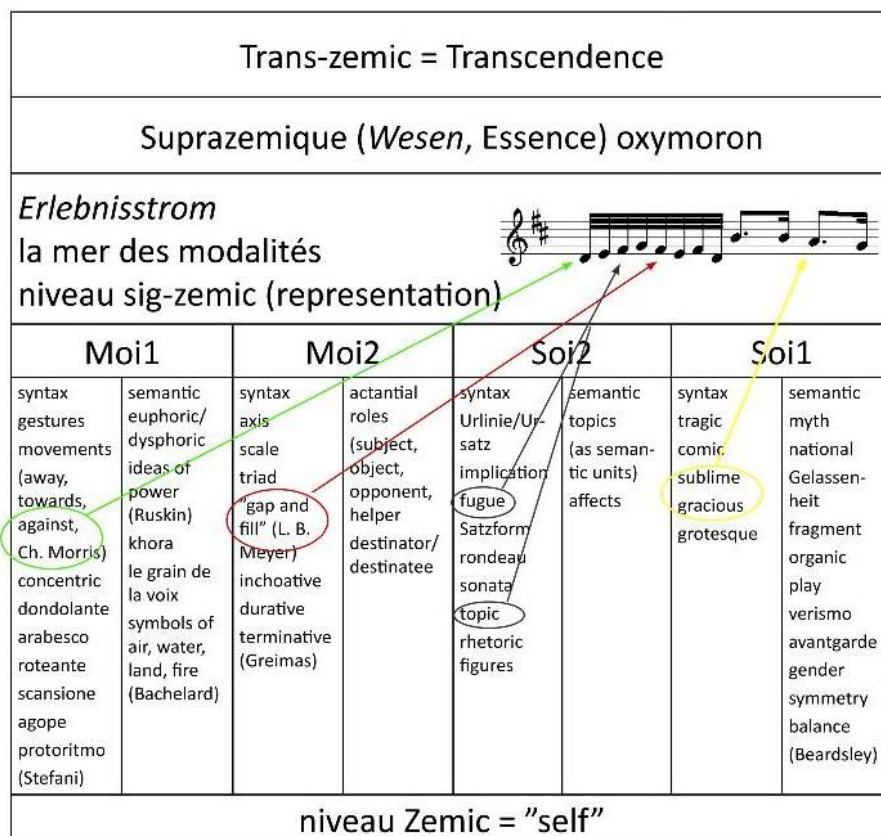 Trans-zemic = Transcendence
Suprazemique (Wesen, Essence) oxymoron
Erlebnisstrom
la mer des modalités
niveau sig-zemic (representation)
Moi1
Moi2
Soi2
Soi1
syntax
gestures
movements
(away,
towards,
against,
Ch. Morris)
concentric
dondolante
arabesco
roteante
scansione
agope
protoritmo
(Stefani)
semantic
euphoric/
dysphoric
ideas of
power
(Ruskin)
khora
le grain de
la voix
symbols of
air, water,
land, fire
(Bachelard)
syntax
axis
scale
triad
”gap and
fill” (L. B.
Meyer)
inchoative
durative
terminative
(Greimas)
actantial
roles
(subject,
object,
opponent,
helper
destinator/
destinatee
syntax
Urlinie/Ur-
satz
implication
fugue
Satzform
rondeau
sonata
topic
rhetoric
figures
semantic
topics
(as seman-
tic units)
affects
syntax
tragic
comic
sublime
gracious
grotesque
semantic
myth
national
Gelassen-
heit
fragment
organic
play
verismo
avantgarde
gender
symmetry
balance
(Beardsley)
niveau Zemic = ”self”